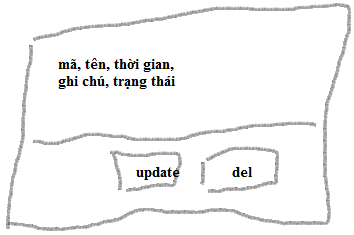 mã, tên, thời gian,
ghi chú, trạng thái
update del